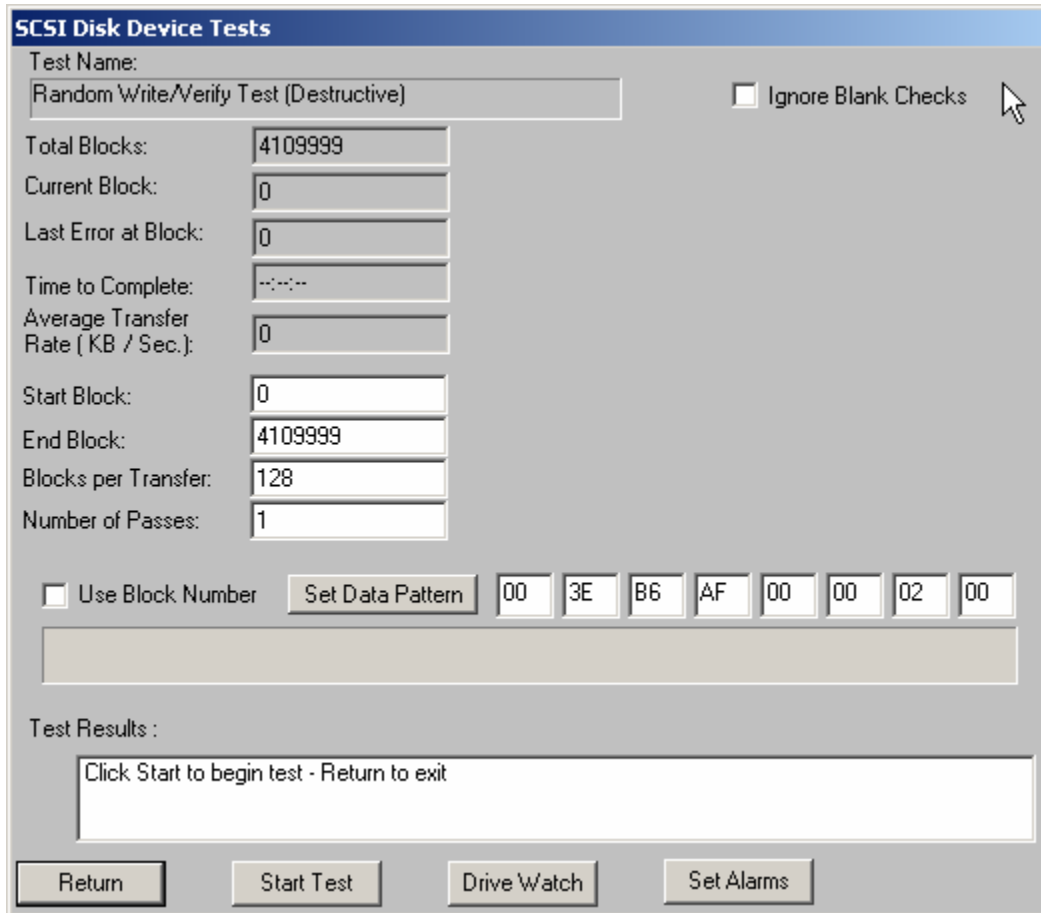 SCSI Disk Device Tests
Test Name:
Random Write/Verify Test (Destructive)
Ignore Blank Checks
Total Blocks: 4109999
Current Block: 0
Last Error at Block: 0
Time to Complete: --:--:--
Average Transfer
Rate ( KB / Sec.): 0
Start Block: 0
End Block: 4109999
Blocks per Transfer: 128
Number of Passes: 1
Use Block Number Set Data Pattern 00 3E B6 AF 00 00 02 00
Test Results :
Click Start to begin test - Return to exit
Return Start Test Drive Watch Set Alarms